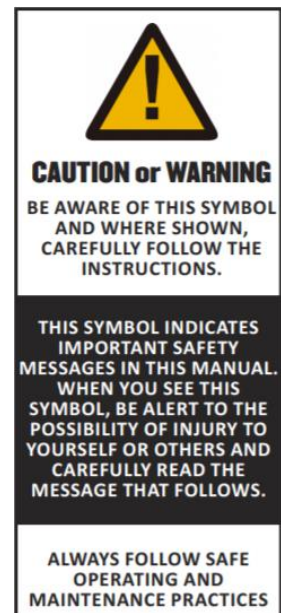 CAUTION or WARNING
BE AWARE OF THIS SYMBOL
AND WHERE SHOWN,
CAREFULLY FOLLOW THE
INSTRUCTIONS.
THIS SYMBOL INDICATES
IMPORTANT SAFETY
MESSAGES IN THIS MANUAL.
WHEN YOU SEE THIS
SYMBOL, BE ALERT TO THE
POSSIBILITY OF INJURY TO
YOURSELF OR OTHERS AND
CAREFULLY READ THE
MESSAGE THAT FOLLOWS.
ALWAYS FOLLOW SAFE
OPERATING AND
MAINTENANCE PRACTICES